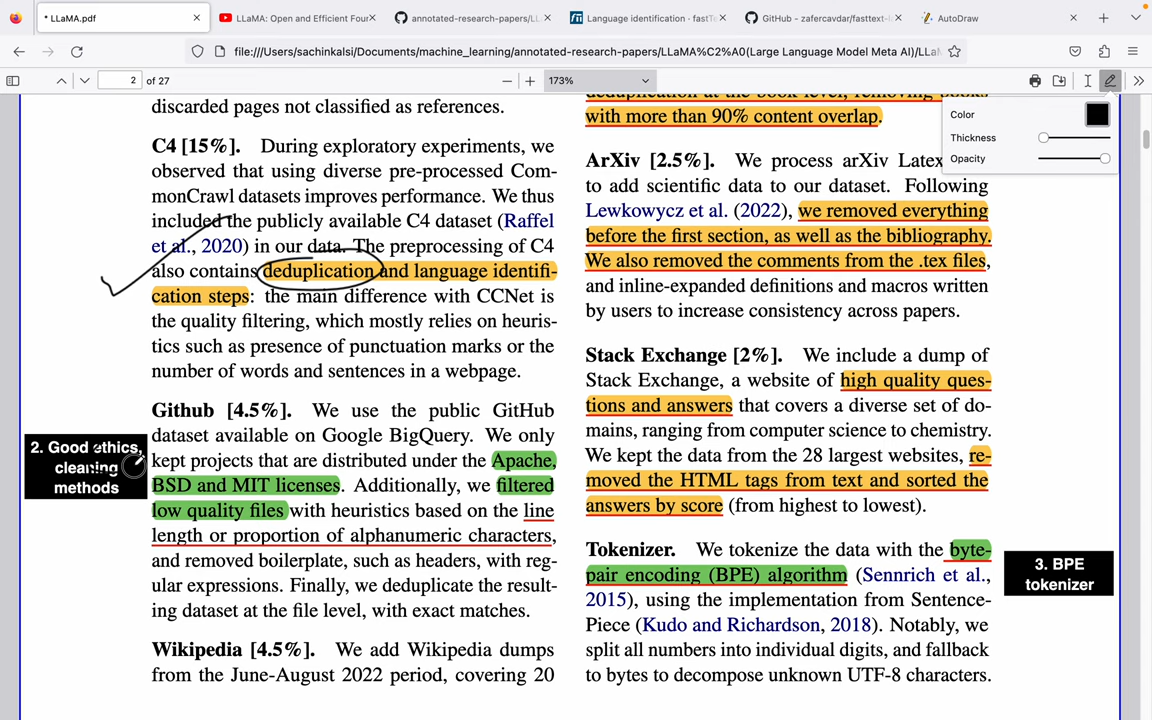 * LLaMA.
LLaMA: Open and Efficient Four
annotated-research-papers/LL
Language identification · fastTe
GitHub - zafercavdar/fasttext-l
AutoDraw
file:///Users/sachinkalsi/Documents/machine_learning/annotated-research-papers/LLaMA%C2%A0(Large Language Model Meta AI)/LLa
2 of 27
173%
Color
Thickness
Opacity
discarded pages not classified as references.
C4 [15%]. During exploratory experiments, we
observed that using diverse pre-processed Com-
monCrawl datasets improves performance. We thus
included the publicly available C4 dataset (Raffel
et al., 2020) in our data. The preprocessing of C4
also contains deduplication and language identifi-
cation steps: the main difference with CCNet is
the quality filtering, which mostly relies on heuris-
tics such as presence of punctuation marks or the
number of words and sentences in a webpage.
Github [4.5%]. We use the public GitHub
dataset available on Google BigQuery. We only
kept projects that are distributed under the Apache,
BSD and MIT licenses. Additionally, we filtered
low quality files with heuristics based on the line
length or proportion of alphanumeric characters,
and removed boilerplate, such as headers, with reg-
ular expressions. Finally, we deduplicate the result-
ing dataset at the file level, with exact matches.
Wikipedia [4.5%]. We add Wikipedia dumps
from the June-August 2022 period, covering 20
2. Good ethics,
cleaning
methods
deduplication at the book level, removing books
with more than 90% content overlap.
ArXiv [2.5%]. We process arXiv Latex
to add scientific data to our dataset. Following
Lewkowycz et al. (2022), we removed everything
before the first section, as well as the bibliography.
We also removed the comments from the .tex files,
and inline-expanded definitions and macros written
by users to increase consistency across papers.
Stack Exchange [2%]. We include a dump of
Stack Exchange, a website of high quality ques-
tions and answers that covers a diverse set of do-
mains, ranging from computer science to chemistry.
We kept the data from the 28 largest websites, re-
moved the HTML tags from text and sorted the
answers by score (from highest to lowest).
Tokenizer. We tokenize the data with the byte-
pair encoding (BPE) algorithm (Sennrich et al.,
2015), using the implementation from Sentence-
Piece (Kudo and Richardson, 2018). Notably, we
split all numbers into individual digits, and fallback
to bytes to decompose unknown UTF-8 characters.
3. BPE
tokenizer